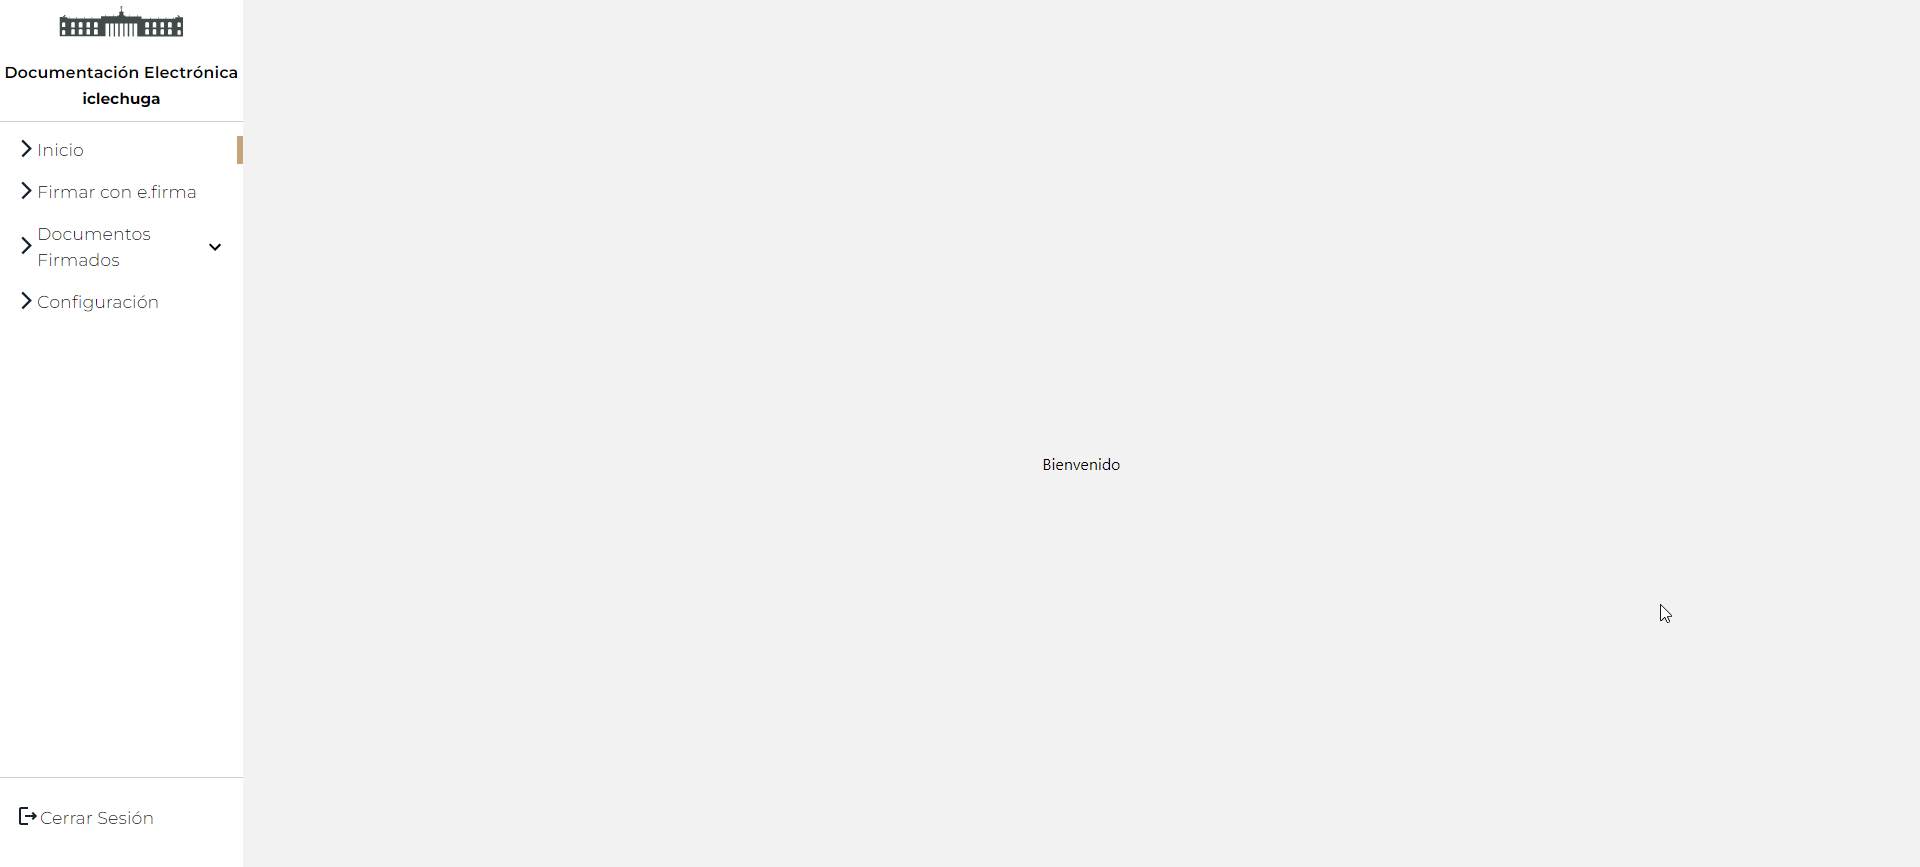 Documentación Electrónica
iclechuga
Inicio
Firmar con e.firma
Documentos
Firmados
Configuración
Bienvenido
Cerrar Sesión